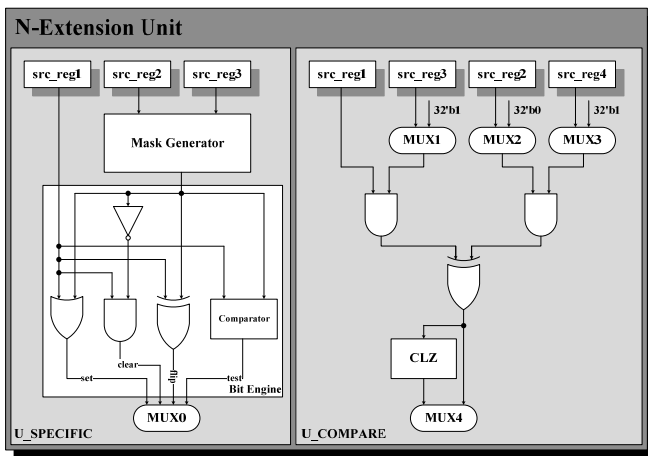 N-Extension Unit
src_reg1
src_reg2
src_reg3
Mask Generator
Comparator
set
clear
flip
test
Bit Engine
MUX0
U_SPECIFIC
src_reg1
src_reg3
src_reg2
src_reg4
32'b1
32'b0
32'b1
MUX1
MUX2
MUX3
CLZ
MUX4
U_COMPARE